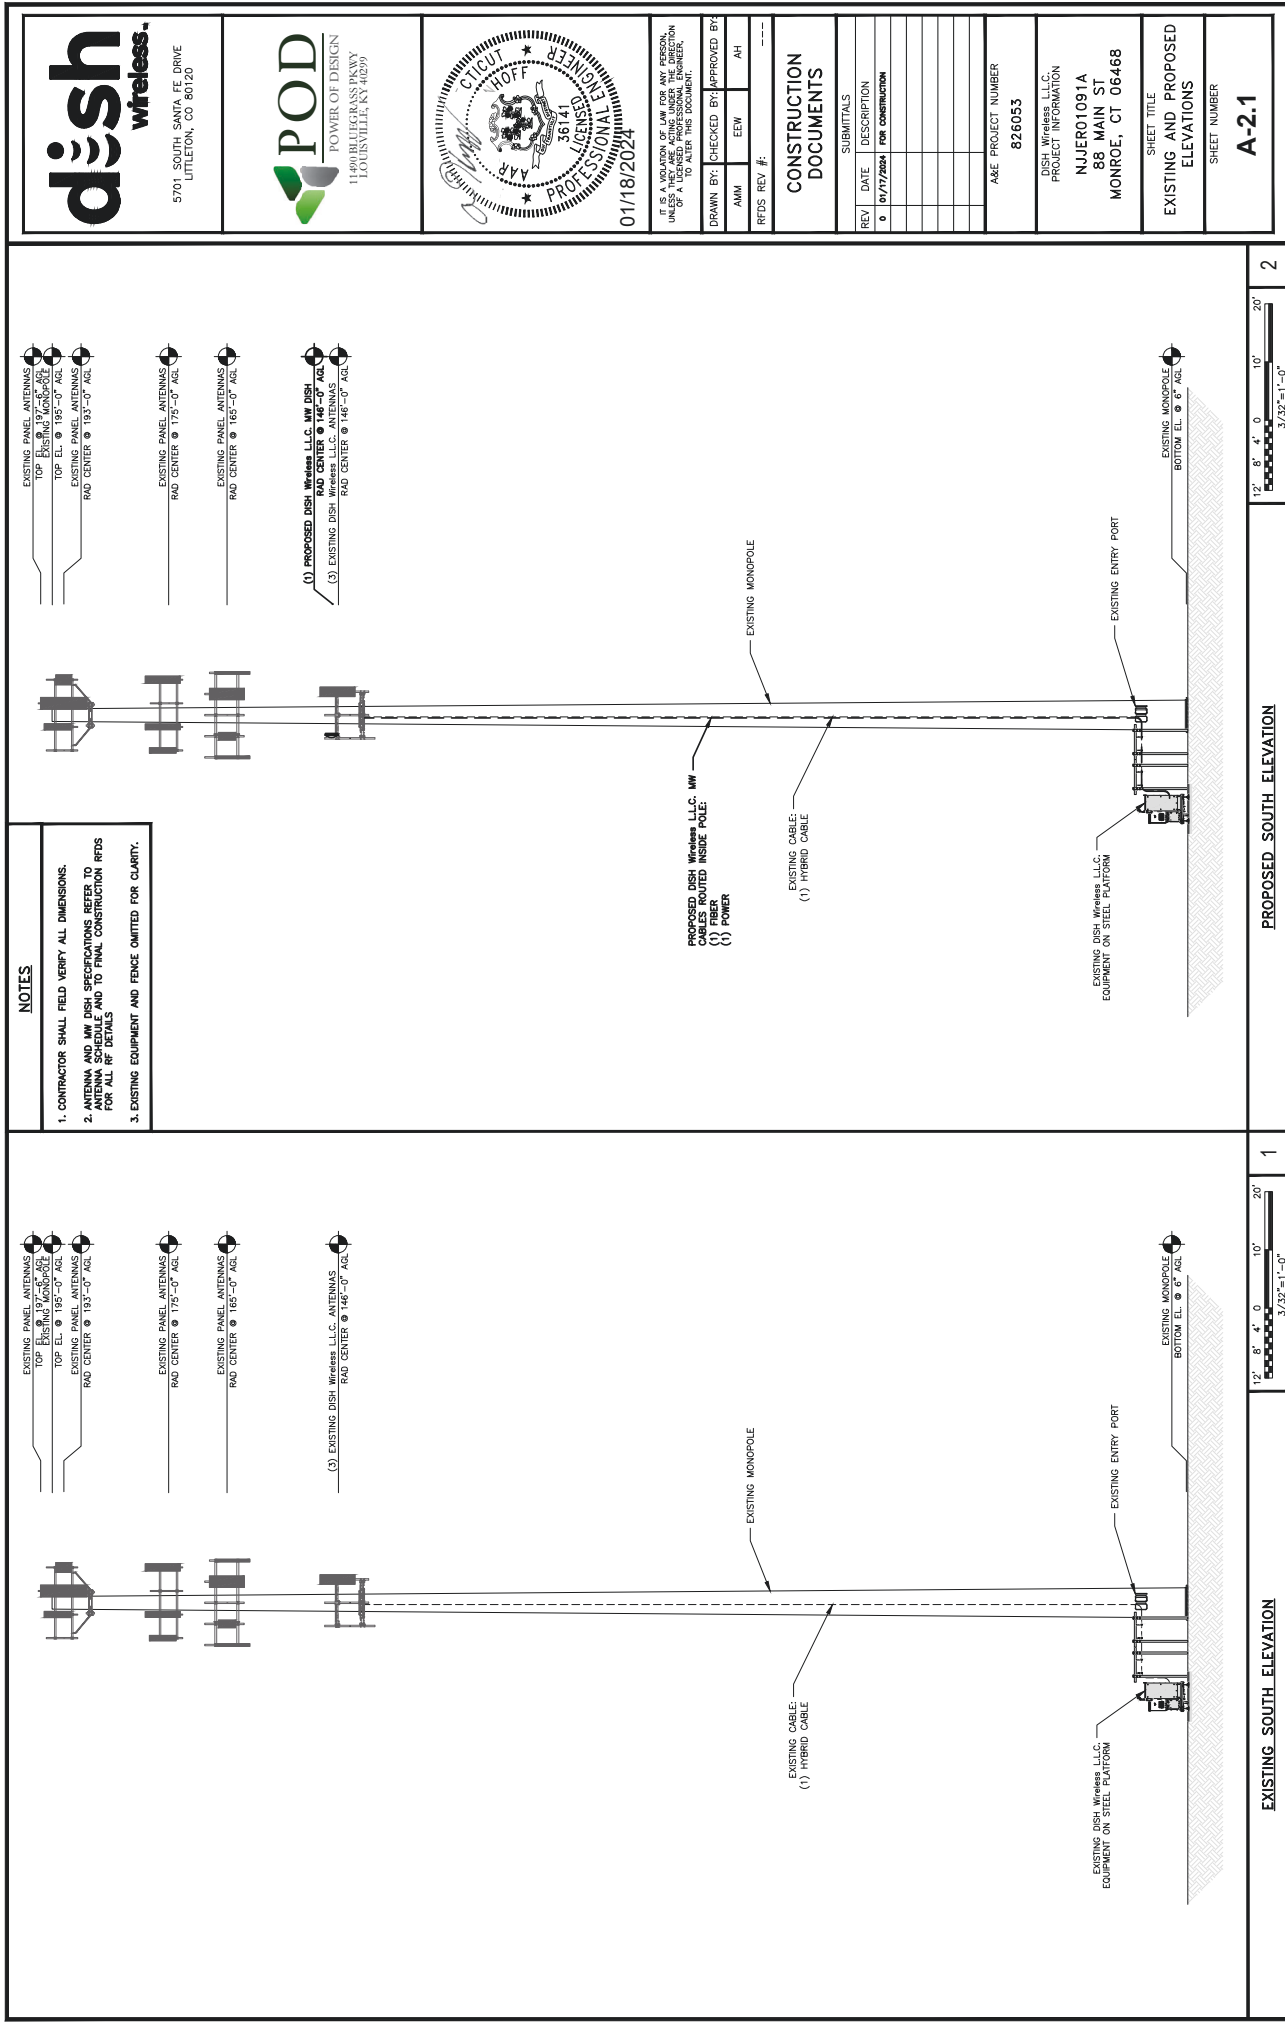 EXISTING PANEL ANTENNAS
TOP EL. @ 197'-6" AGL
EXISTING MONOPOLE
TOP EL. @ 195'-0" AGL
EXISTING PANEL ANTENNAS
RAD CENTER @ 193'-0" AGL
EXISTING PANEL ANTENNAS
RAD CENTER @ 175'-0" AGL
EXISTING PANEL ANTENNAS
RAD CENTER @ 165'-0" AGL
(3) EXISTING DISH Wireless L.L.C. ANTENNAS
RAD CENTER @ 146'-0" AGL
EXISTING MONOPOLE
EXISTING CABLE:
(1) HYBRID CABLE
EXISTING ENTRY PORT
EXISTING DISH Wireless L.L.C.
EQUIPMENT ON STEEL PLATFORM
EXISTING MONOPOLE
BOTTOM EL. @ 6" AGL
EXISTING SOUTH ELEVATION
12' 8' 4' 0 10' 20'
3/32"=1'-0"
1
NOTES
1. CONTRACTOR SHALL FIELD VERIFY ALL DIMENSIONS.
2. ANTENNA AND MW DISH SPECIFICATIONS REFER TO
ANTENNA SCHEDULE AND TO FINAL CONSTRUCTION RFDS
FOR ALL RF DETAILS
3. EXISTING EQUIPMENT AND FENCE OMITTED FOR CLARITY.
EXISTING PANEL ANTENNAS
TOP EL. @ 197'-6" AGL
EXISTING MONOPOLE
TOP EL. @ 195'-0" AGL
EXISTING PANEL ANTENNAS
RAD CENTER @ 193'-0" AGL
EXISTING PANEL ANTENNAS
RAD CENTER @ 175'-0" AGL
EXISTING PANEL ANTENNAS
RAD CENTER @ 165'-0" AGL
(1) PROPOSED DISH Wireless L.L.C. MW DISH
RAD CENTER @ 146'-0" AGL
(3) EXISTING DISH Wireless L.L.C. ANTENNAS
RAD CENTER @ 146'-0" AGL
PROPOSED DISH Wireless L.L.C. MW
CABLES ROUTED INSIDE POLE:
(1) FIBER
(1) POWER
EXISTING MONOPOLE
EXISTING CABLE:
(1) HYBRID CABLE
EXISTING ENTRY PORT
EXISTING DISH Wireless L.L.C.
EQUIPMENT ON STEEL PLATFORM
EXISTING MONOPOLE
BOTTOM EL. @ 6" AGL
PROPOSED SOUTH ELEVATION
12' 8' 4' 0 10' 20'
3/32"=1'-0"
2
dish
wireless
5701 SOUTH SANTA FE DRIVE
LITTLETON, CO 80120
POD
POWER OF DESIGN
11490 BLUEGRASS PKWY
LOUISVILLE, KY 40299
CTICUT
AAR
HOFF
36141
LICENSED
PROFESSIONAL ENGINEER
01/18/2024
IT IS A VIOLATION OF LAW FOR ANY PERSON,
UNLESS THEY ARE ACTING UNDER THE DIRECTION
OF A LICENSED PROFESSIONAL ENGINEER,
TO ALTER THIS DOCUMENT.
DRAWN BY: CHECKED BY: APPROVED BY:
AMM EEW AH
RFDS REV #: ---
CONSTRUCTION
DOCUMENTS
SUBMITTALS
REV DATE DESCRIPTION
0 01/17/2024 FOR CONSTRUCTION
A&E PROJECT NUMBER
826053
DISH Wireless L.L.C.
PROJECT INFORMATION
NJJER01091A
88 MAIN ST
MONROE, CT 06468
SHEET TITLE
EXISTING AND PROPOSED
ELEVATIONS
SHEET NUMBER
A-2.1